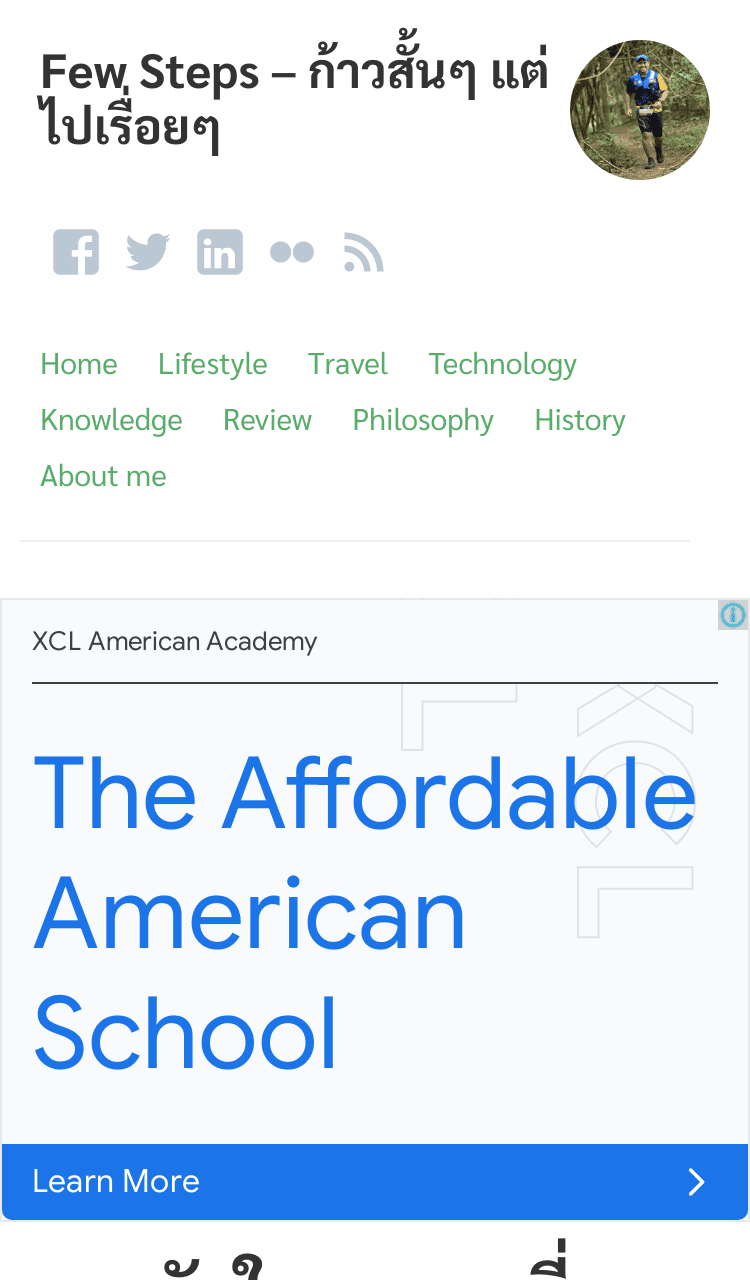 Few Steps – ก้าวสั้นๆ แต่
ไปเรื่อยๆ
Home Lifestyle Travel Technology
Knowledge Review Philosophy History
About me
XCL American Academy
XCL
The Affordable
American
School
Learn More